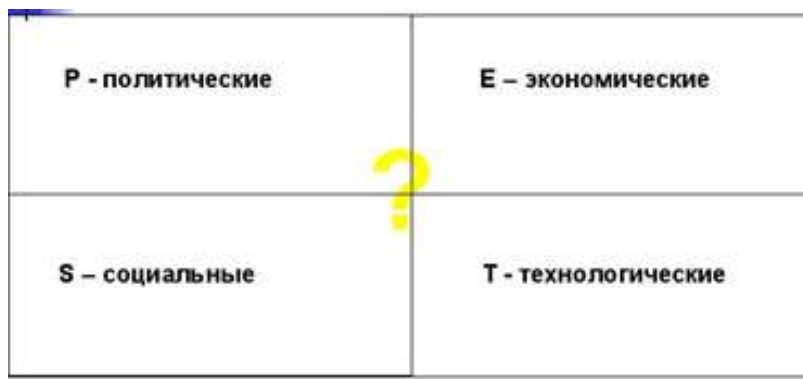 P - политические
E – экономические
?
S – социальные
T - технологические